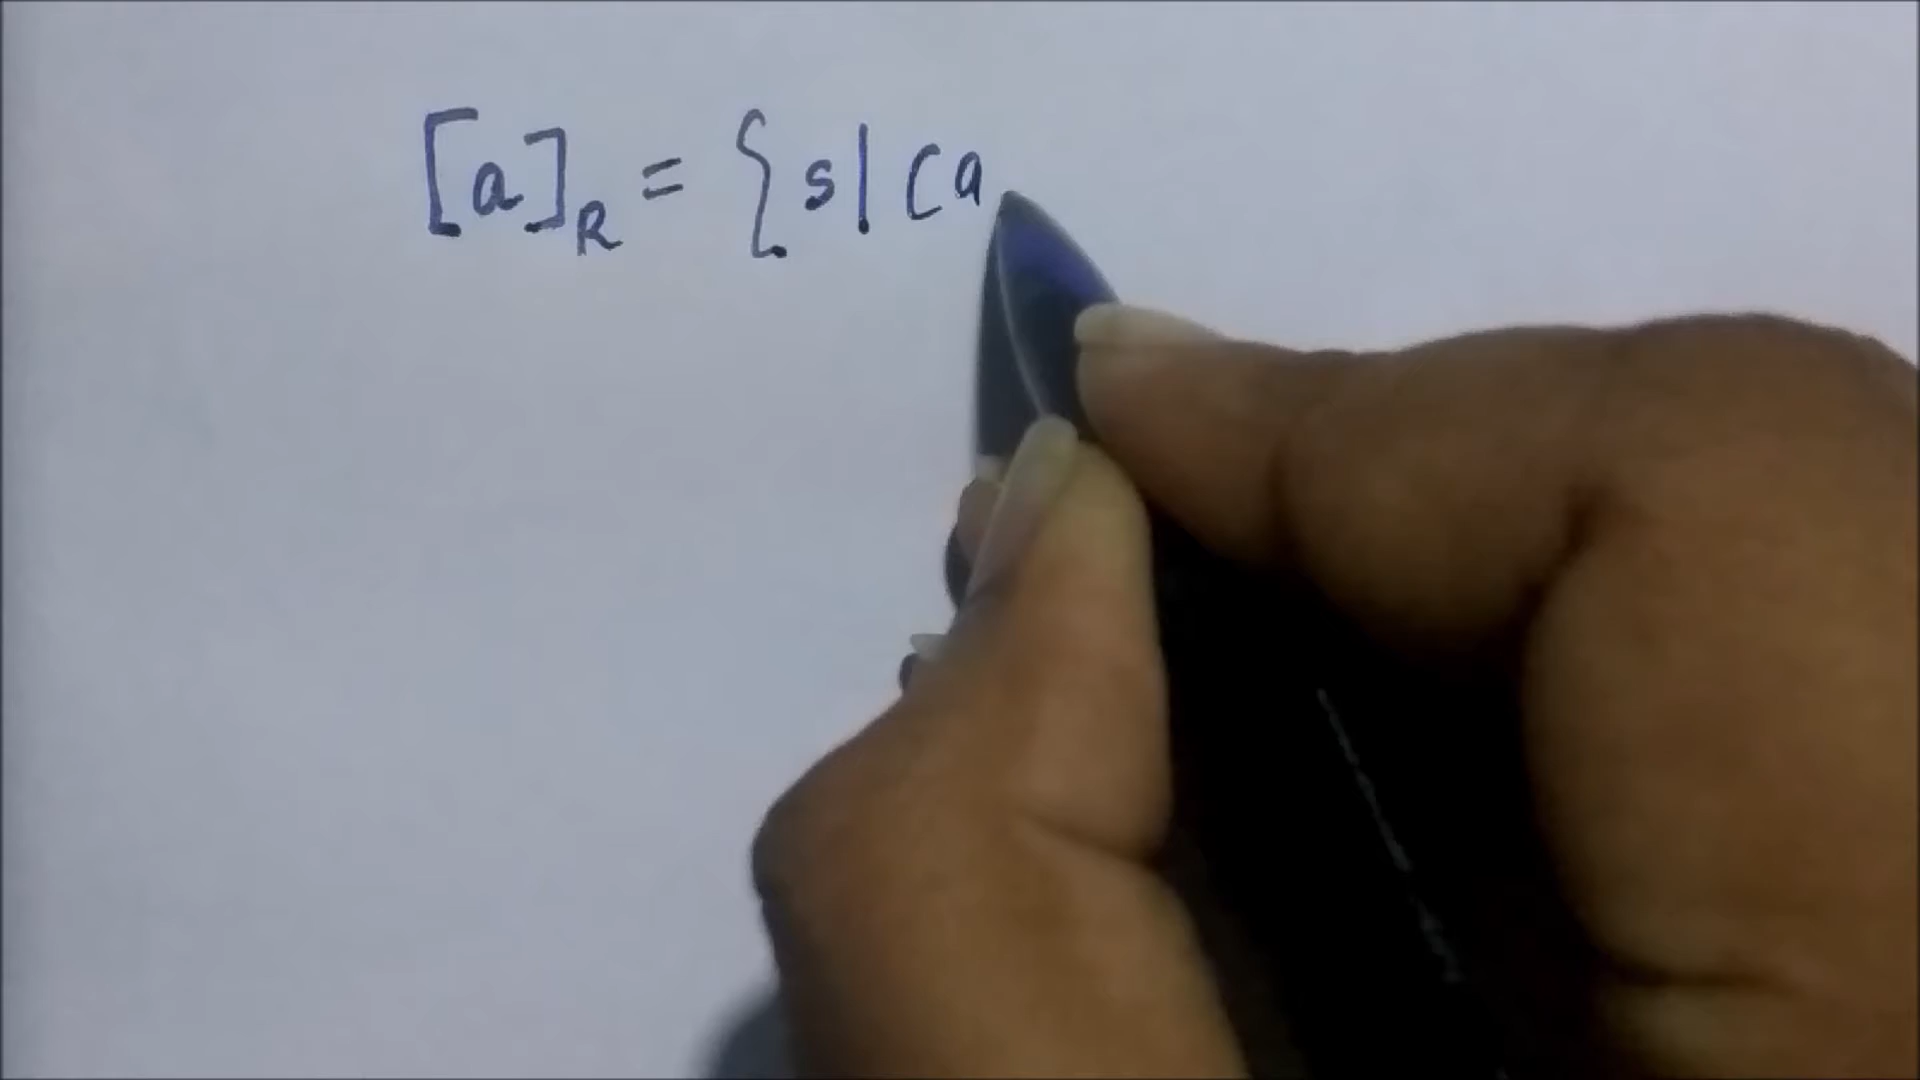 [a]R = {s| (a